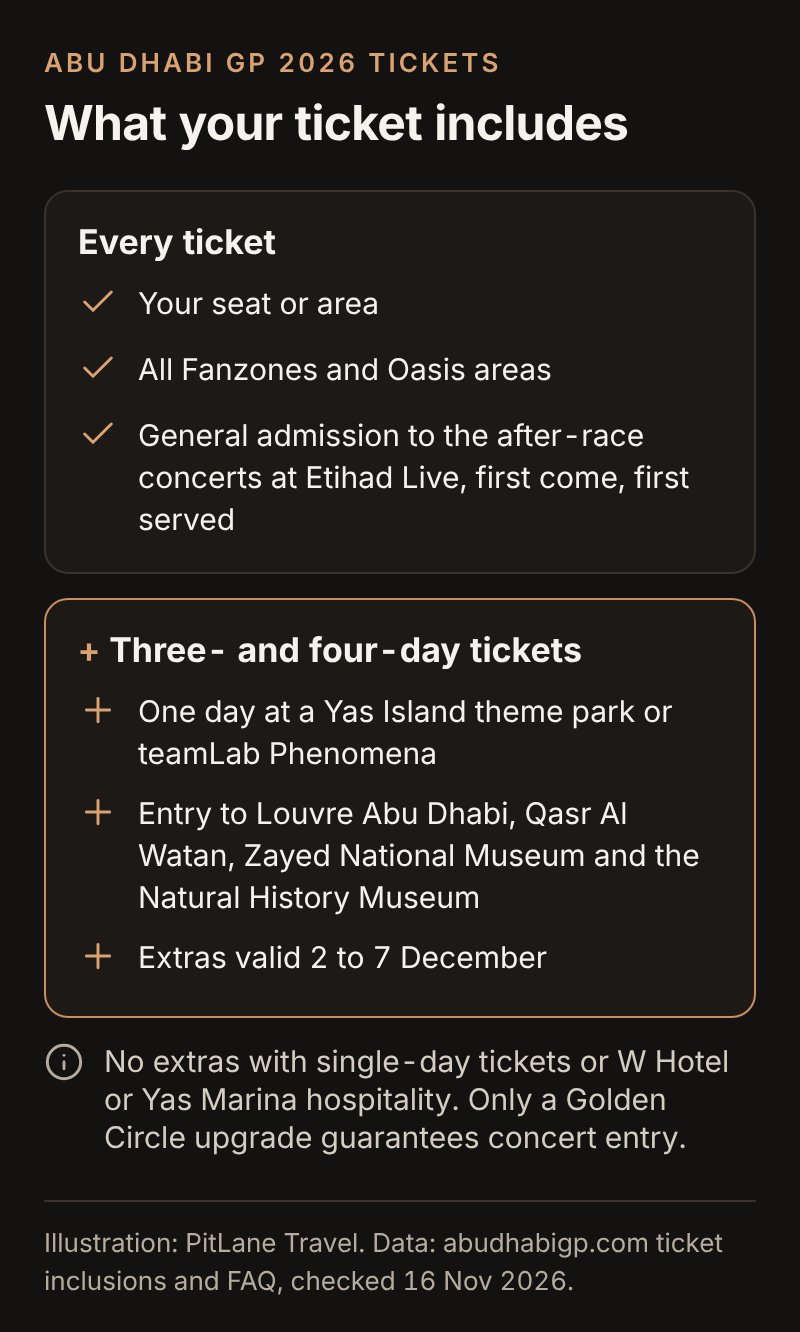 ABU DHABI GP 2026 TICKETS
What your ticket includes
Every ticket
Your seat or area
All Fanzones and Oasis areas
General admission to the after-race
concerts at Etihad Live, first come, first
served
+ Three- and four-day tickets
One day at a Yas Island theme park or
teamLab Phenomena
Entry to Louvre Abu Dhabi, Qasr Al
Watan, Zayed National Museum and the
Natural History Museum
Extras valid 2 to 7 December
No extras with single-day tickets or W Hotel
or Yas Marina hospitality. Only a Golden
Circle upgrade guarantees concert entry.
Illustration: PitLane Travel. Data: abudhabigp.com ticket
inclusions and FAQ, checked 16 Nov 2026.